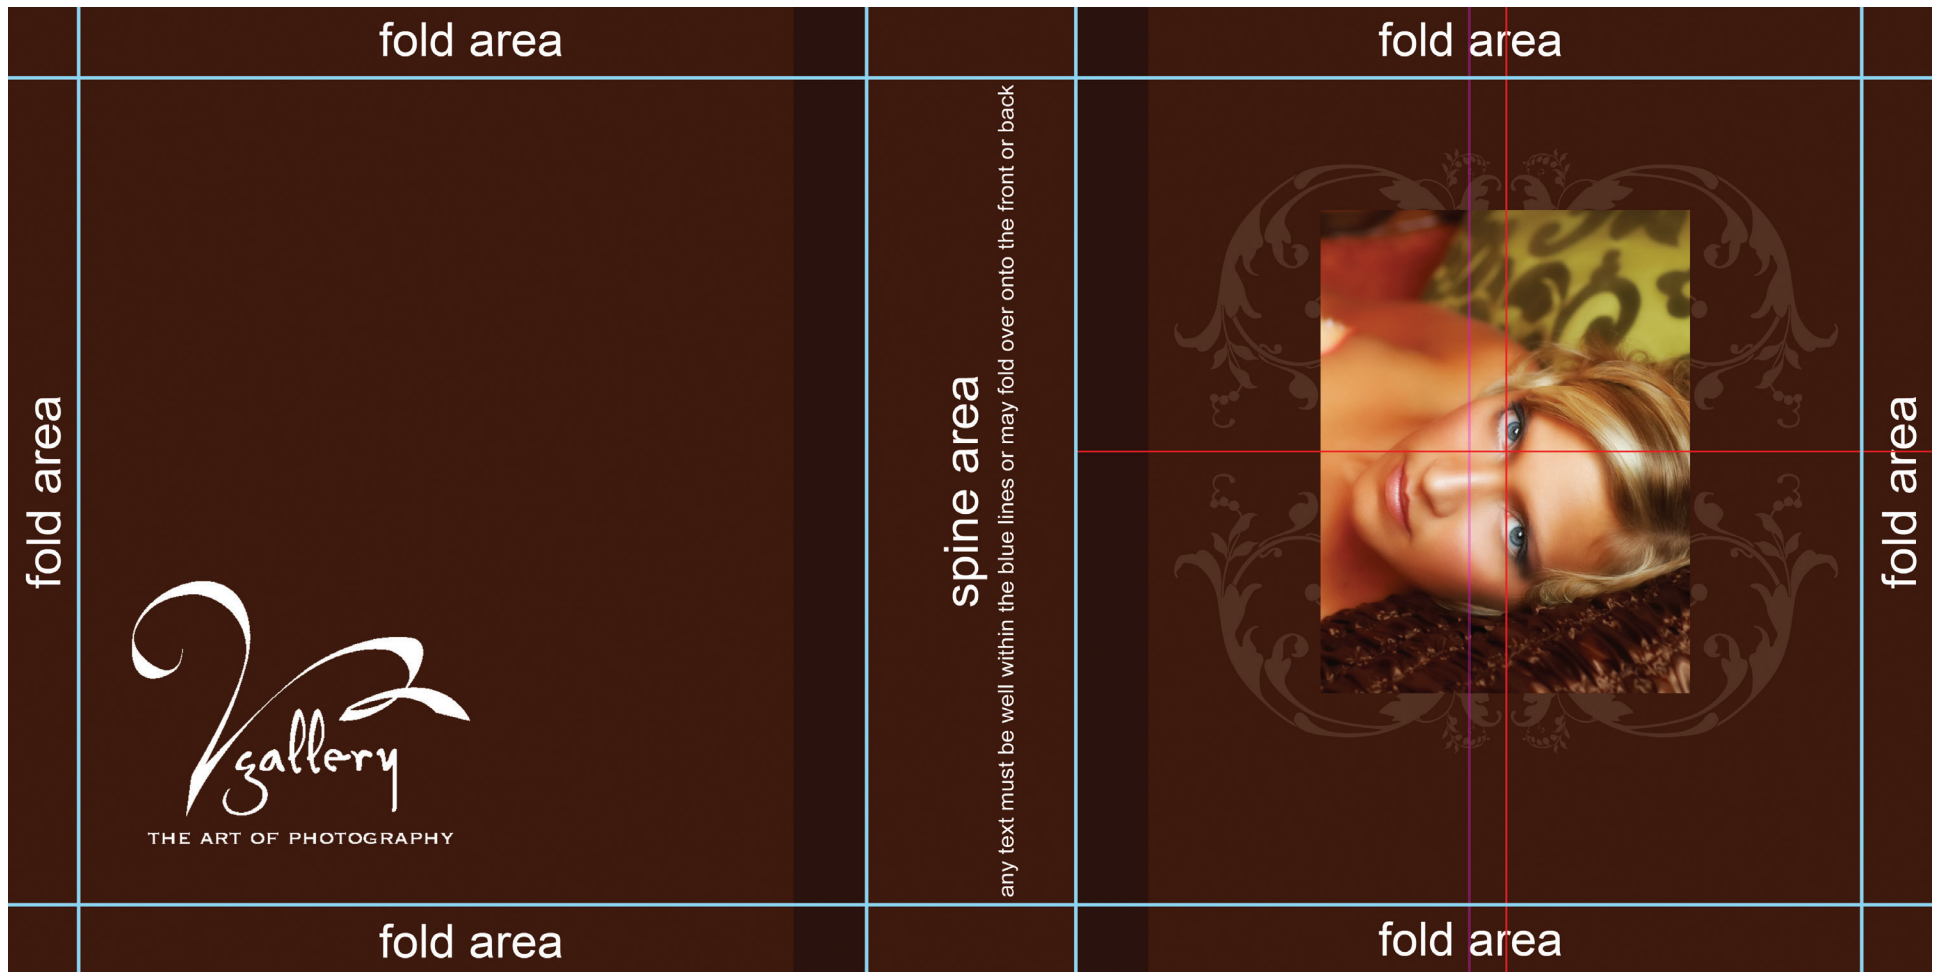 fold area
fold area
fold area
spine area
any text must be well within the blue lines or may fold over onto the front or back
fold area
V gallery
THE ART OF PHOTOGRAPHY
fold area
fold area